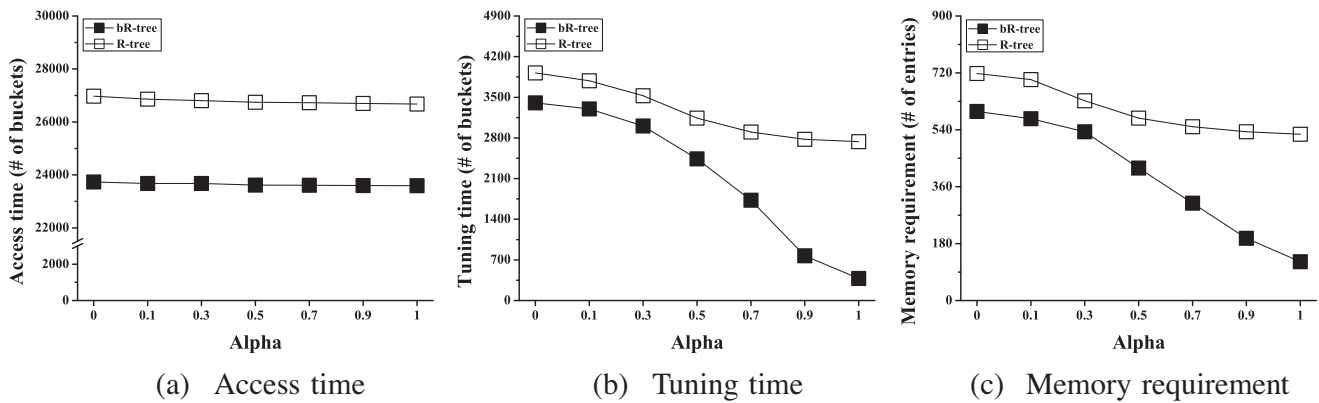 30000
28000
26000
24000
22000
2000
0
Access time (# of buckets)
bR-tree
R-tree
0 0.1 0.3 0.5 0.7 0.9 1
Alpha
(a) Access time
4900
4200
3500
2800
2100
1400
700
0
Tuning time (# of buckets)
bR-tree
R-tree
0 0.1 0.3 0.5 0.7 0.9 1
Alpha
(b) Tuning time
900
720
540
360
180
0
Memory requirement (# of entries)
bR-tree
R-tree
0 0.1 0.3 0.5 0.7 0.9 1
Alpha
(c) Memory requirement